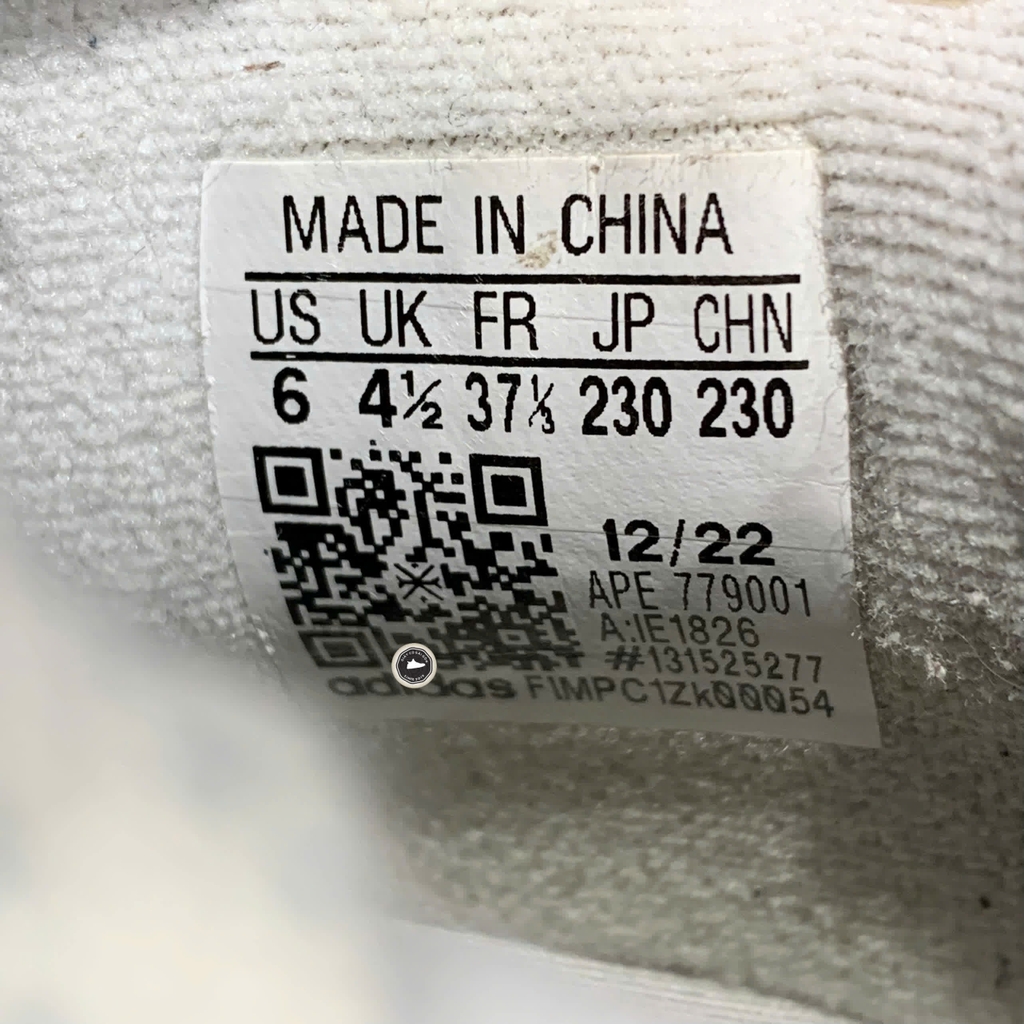 MADE IN CHINA
US UK FR JP CHN
6 4½ 37⅓ 230 230
12/22
APE 779001
A:IE1826
#131525277
adidas FIMPC1Zk000054